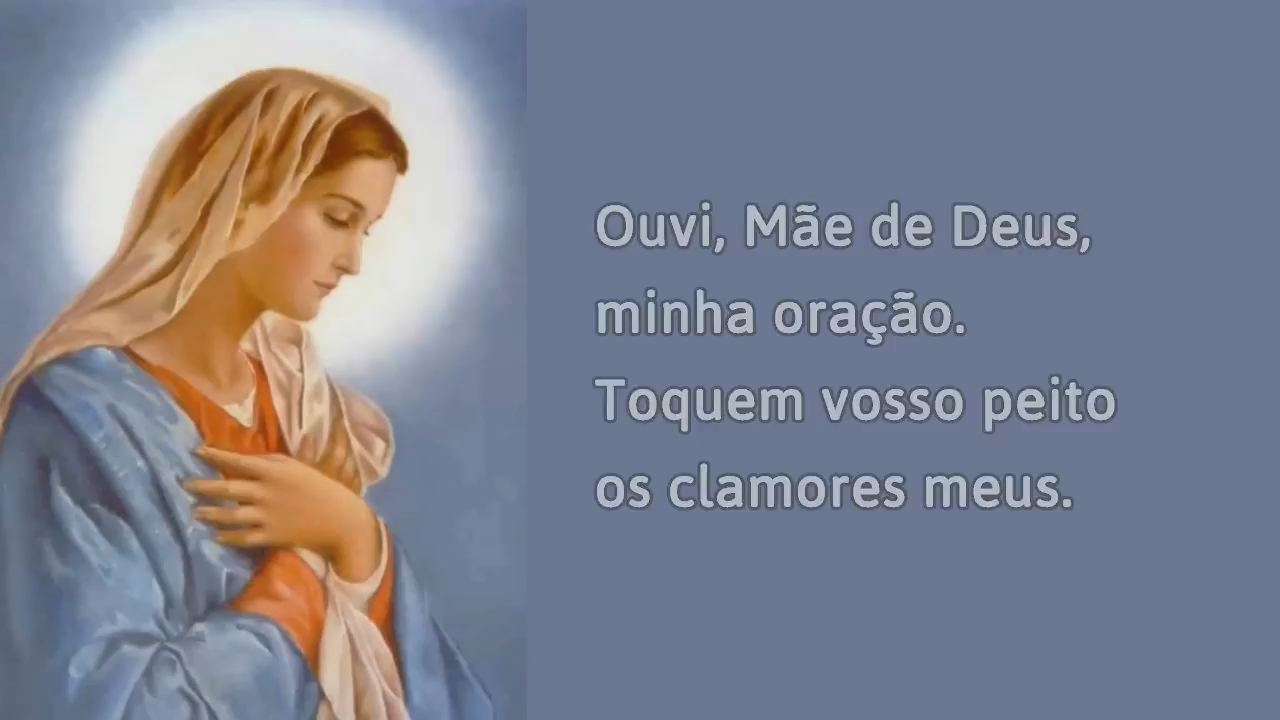 Ouvi, Mãe de Deus,
minha oração.
Toquem vosso peito
os clamores meus.